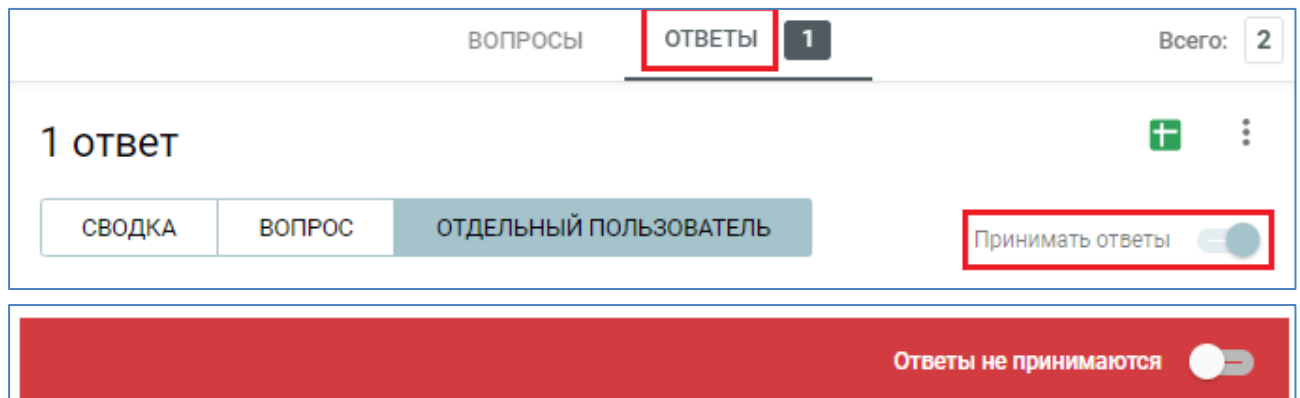 ВОПРОСЫ ОТВЕТЫ 1 Всего: 2
1 ответ
СВОДКА ВОПРОС ОТДЕЛЬНЫЙ ПОЛЬЗОВАТЕЛЬ
Принимать ответы
Ответы не принимаются